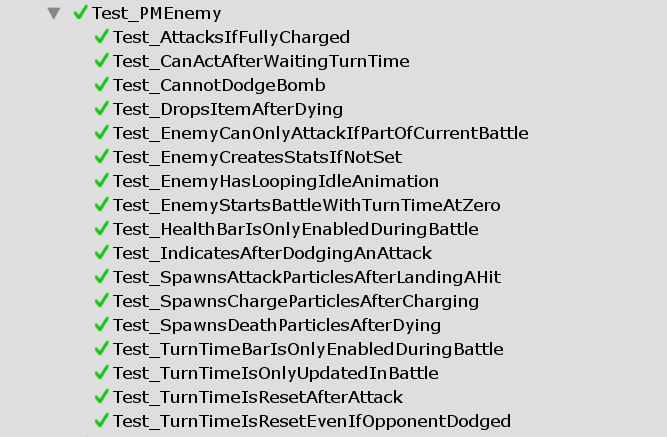 Test_PMEnemy
Test_AttacksIfFullyCharged
Test_CanActAfterWaitingTurnTime
Test_CannotDodgeBomb
Test_DropsItemAfterDying
Test_EnemyCanOnlyAttackIfPartOfCurrentBattle
Test_EnemyCreatesStatsIfNotSet
Test_EnemyHasLoopingIdleAnimation
Test_EnemyStartsBattleWithTurnTimeAtZero
Test_HealthBarIsOnlyEnabledDuringBattle
Test_IndicatesAfterDodgingAnAttack
Test_SpawnsAttackParticlesAfterLandingAHit
Test_SpawnsChargeParticlesAfterCharging
Test_SpawnsDeathParticlesAfterDying
Test_TurnTimeBarIsOnlyEnabledDuringBattle
Test_TurnTimeIsOnlyUpdatedInBattle
Test_TurnTimeIsResetAfterAttack
Test_TurnTimeIsResetEvenIfOpponentDodged